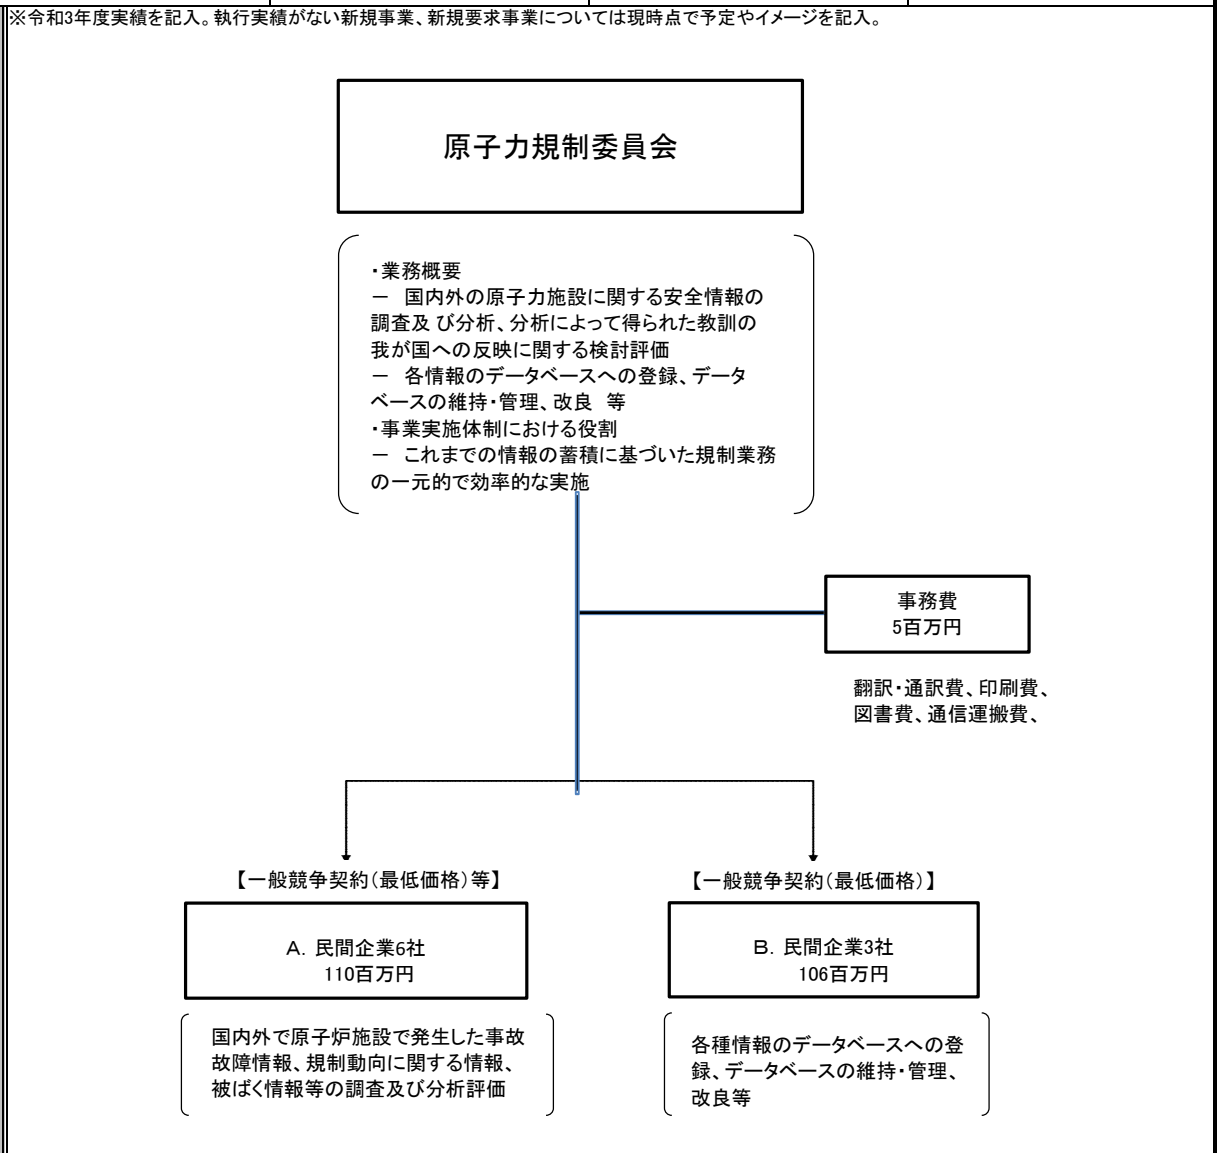 ※令和3年度実績を記入。執行実績がない新規事業、新規要求事業については現時点で予定やイメージを記入。
原子力規制委員会
・業務概要
－　国内外の原子力施設に関する安全情報の
調査及 び分析、分析によって得られた教訓の
我が国への反映に関する検討評価
－　各情報のデータベースへの登録、データ
ベースの維持・管理、改良　等
・事業実施体制における役割
－　これまでの情報の蓄積に基づいた規制業務
の一元的で効率的な実施
事務費
5百万円
翻訳・通訳費、印刷費、
図書費、通信運搬費、
【一般競争契約（最低価格）等】
A．民間企業6社
110百万円
国内外で原子炉施設で発生した事故
故障情報、規制動向に関する情報、
被ばく情報等の調査及び分析評価
【一般競争契約（最低価格）】
B．民間企業3社
106百万円
各種情報のデータベースへの登
録、データベースの維持・管理、
改良等